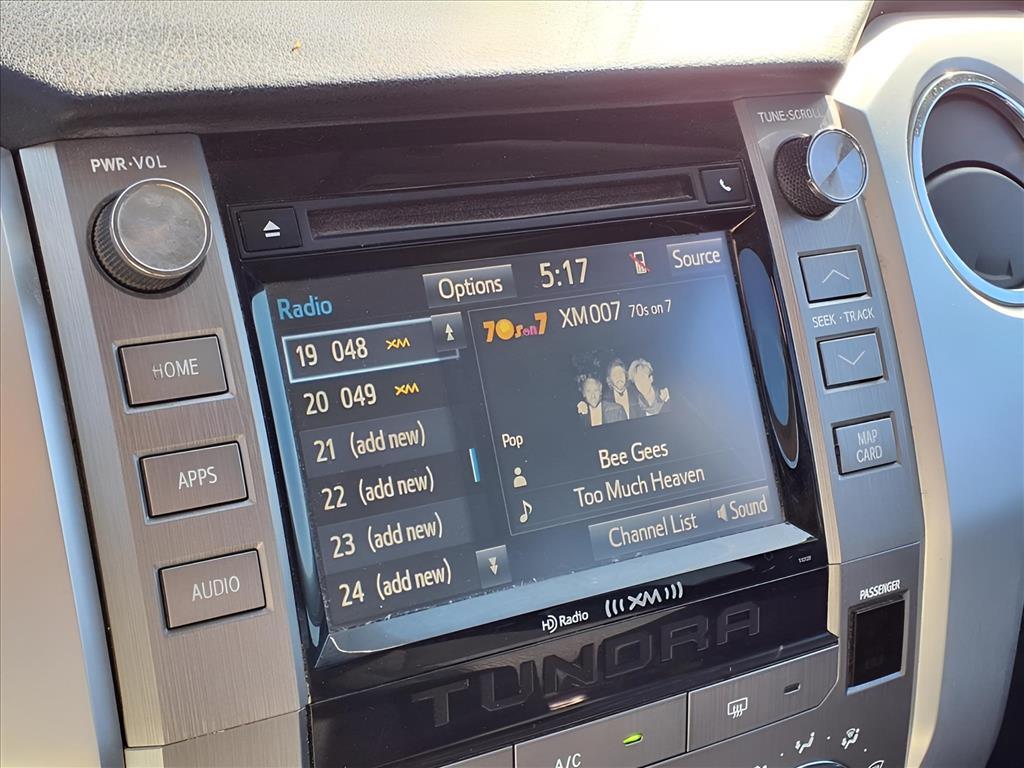 PWR·VOL
TUNE·SCROLL
HOME
APPS
AUDIO
SEEK·TRACK
MAP
CARD
Radio
Options
5:17
Source
19 048 XM
20 049 XM
21 (add new)
22 (add new)
23 (add new)
24 (add new)
70s on 7 XM007 70s on 7
Pop
Bee Gees
Too Much Heaven
Channel List
Sound
HD Radio
(((XM)))
TUNDRA
PASSENGER
A/C